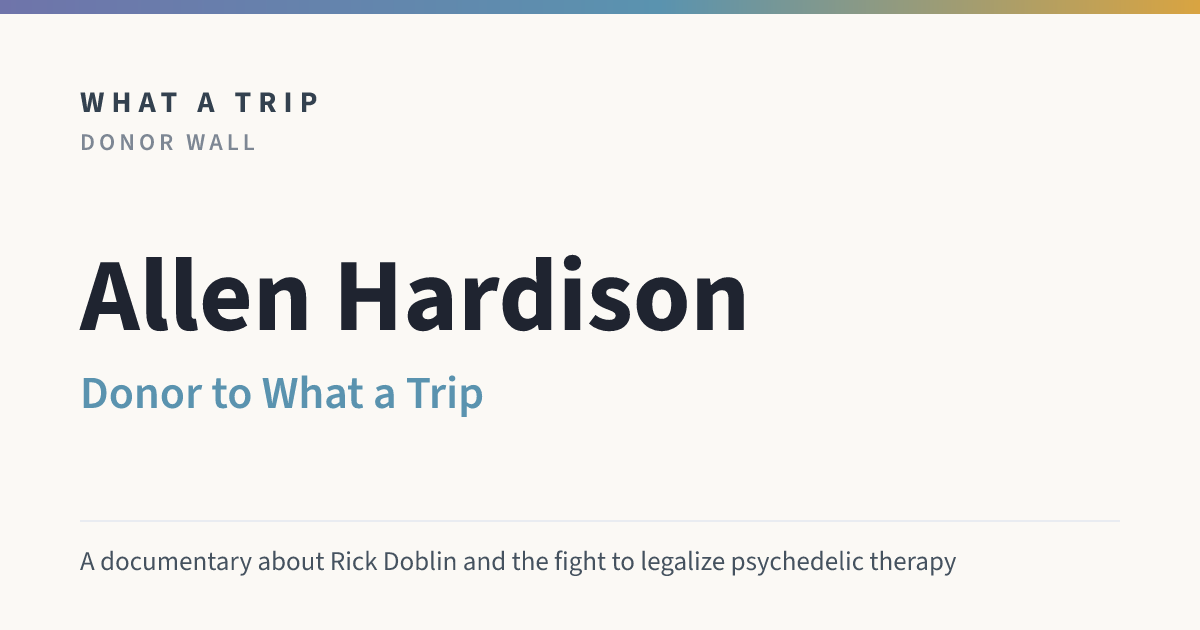 WHAT A TRIP
DONOR WALL
Allen Hardison
Donor to What a Trip
A documentary about Rick Doblin and the fight to legalize psychedelic therapy